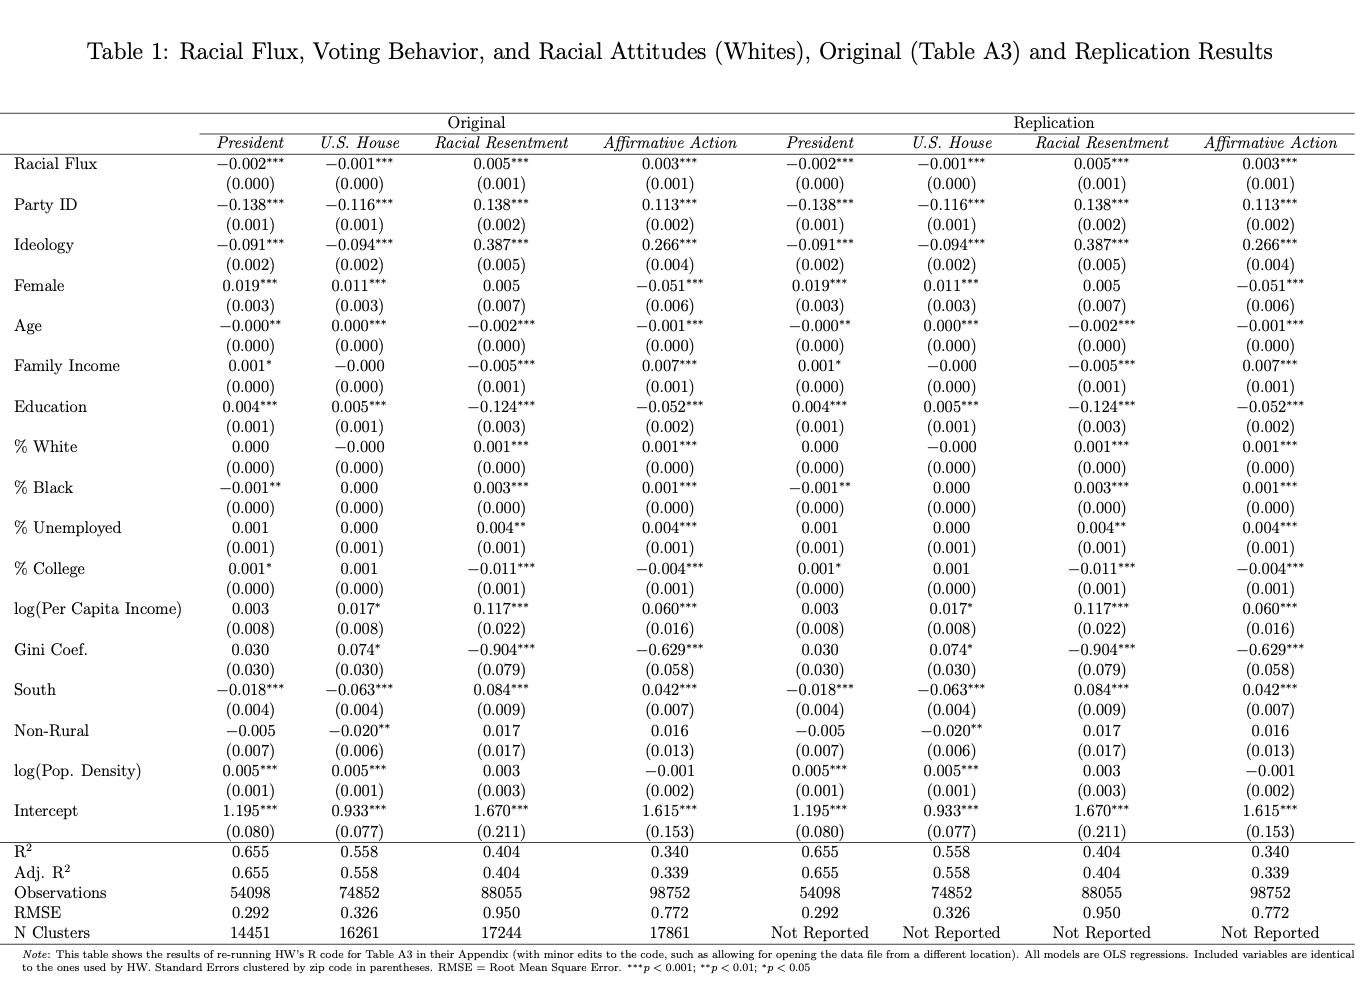 Table 1: Racial Flux, Voting Behavior, and Racial Attitudes (Whites), Original (Table A3) and Replication Results
Original Replication
President U.S. House Racial Resentment Affirmative Action President U.S. House Racial Resentment Affirmative Action
Racial Flux −0.002*** −0.001*** 0.005*** 0.003*** −0.002*** −0.001*** 0.005*** 0.003***
(0.000) (0.000) (0.001) (0.001) (0.000) (0.000) (0.001) (0.001)
Party ID −0.138*** −0.116*** 0.138*** 0.113*** −0.138*** −0.116*** 0.138*** 0.113***
(0.001) (0.001) (0.002) (0.002) (0.001) (0.001) (0.002) (0.002)
Ideology −0.091*** −0.094*** 0.387*** 0.266*** −0.091*** −0.094*** 0.387*** 0.266***
(0.002) (0.002) (0.005) (0.004) (0.002) (0.002) (0.005) (0.004)
Female 0.019*** 0.011*** 0.005 −0.051*** 0.019*** 0.011*** 0.005 −0.051***
(0.003) (0.003) (0.007) (0.006) (0.003) (0.003) (0.007) (0.006)
Age −0.000** 0.000*** −0.002*** −0.001*** −0.000** 0.000*** −0.002*** −0.001***
(0.000) (0.000) (0.000) (0.000) (0.000) (0.000) (0.000) (0.000)
Family Income 0.001* −0.000 −0.005*** 0.007*** 0.001* −0.000 −0.005*** 0.007***
(0.000) (0.000) (0.001) (0.001) (0.000) (0.000) (0.001) (0.001)
Education 0.004*** 0.005*** −0.124*** −0.052*** 0.004*** 0.005*** −0.124*** −0.052***
(0.001) (0.001) (0.003) (0.002) (0.001) (0.001) (0.003) (0.002)
% White 0.000 −0.000 0.001*** 0.001*** 0.000 −0.000 0.001*** 0.001***
(0.000) (0.000) (0.000) (0.000) (0.000) (0.000) (0.000) (0.000)
% Black −0.001** 0.000 0.003*** 0.001*** −0.001** 0.000 0.003*** 0.001***
(0.000) (0.000) (0.000) (0.000) (0.000) (0.000) (0.000) (0.000)
% Unemployed 0.001 0.000 0.004** 0.004*** 0.001 0.000 0.004** 0.004***
(0.001) (0.001) (0.001) (0.001) (0.001) (0.001) (0.001) (0.001)
% College 0.001* 0.001 −0.011*** −0.004*** 0.001* 0.001 −0.011*** −0.004***
(0.000) (0.000) (0.001) (0.001) (0.000) (0.000) (0.001) (0.001)
log(Per Capita Income) 0.003 0.017* 0.117*** 0.060*** 0.003 0.017* 0.117*** 0.060***
(0.008) (0.008) (0.022) (0.016) (0.008) (0.008) (0.022) (0.016)
Gini Coef. 0.030 0.074* −0.904*** −0.629*** 0.030 0.074* −0.904*** −0.629***
(0.030) (0.030) (0.079) (0.058) (0.030) (0.030) (0.079) (0.058)
South −0.018*** −0.063*** 0.084*** 0.042*** −0.018*** −0.063*** 0.084*** 0.042***
(0.004) (0.004) (0.009) (0.007) (0.004) (0.004) (0.009) (0.007)
Non-Rural −0.005 −0.020** 0.017 0.016 −0.005 −0.020** 0.017 0.016
(0.007) (0.006) (0.017) (0.013) (0.007) (0.006) (0.017) (0.013)
log(Pop. Density) 0.005*** 0.005*** 0.003 −0.001 0.005*** 0.005*** 0.003 −0.001
(0.001) (0.001) (0.003) (0.002) (0.001) (0.001) (0.003) (0.002)
Intercept 1.195*** 0.933*** 1.670*** 1.615*** 1.195*** 0.933*** 1.670*** 1.615***
(0.080) (0.077) (0.211) (0.153) (0.080) (0.077) (0.211) (0.153)
R² 0.655 0.558 0.404 0.340 0.655 0.558 0.404 0.340
Adj. R² 0.655 0.558 0.404 0.339 0.655 0.558 0.404 0.339
Observations 54098 74852 88055 98752 54098 74852 88055 98752
RMSE 0.292 0.326 0.950 0.772 0.292 0.326 0.950 0.772
N Clusters 14451 16261 17244 17861 Not Reported Not Reported Not Reported Not Reported
Note: This table shows the results of re-running HW's R code for Table A3 in their Appendix (with minor edits to the code, such as allowing for opening the data file from a different location). All models are OLS regressions. Included variables are identical
to the ones used by HW. Standard Errors clustered by zip code in parentheses. RMSE = Root Mean Square Error. ***p < 0.001; **p < 0.01; *p < 0.05